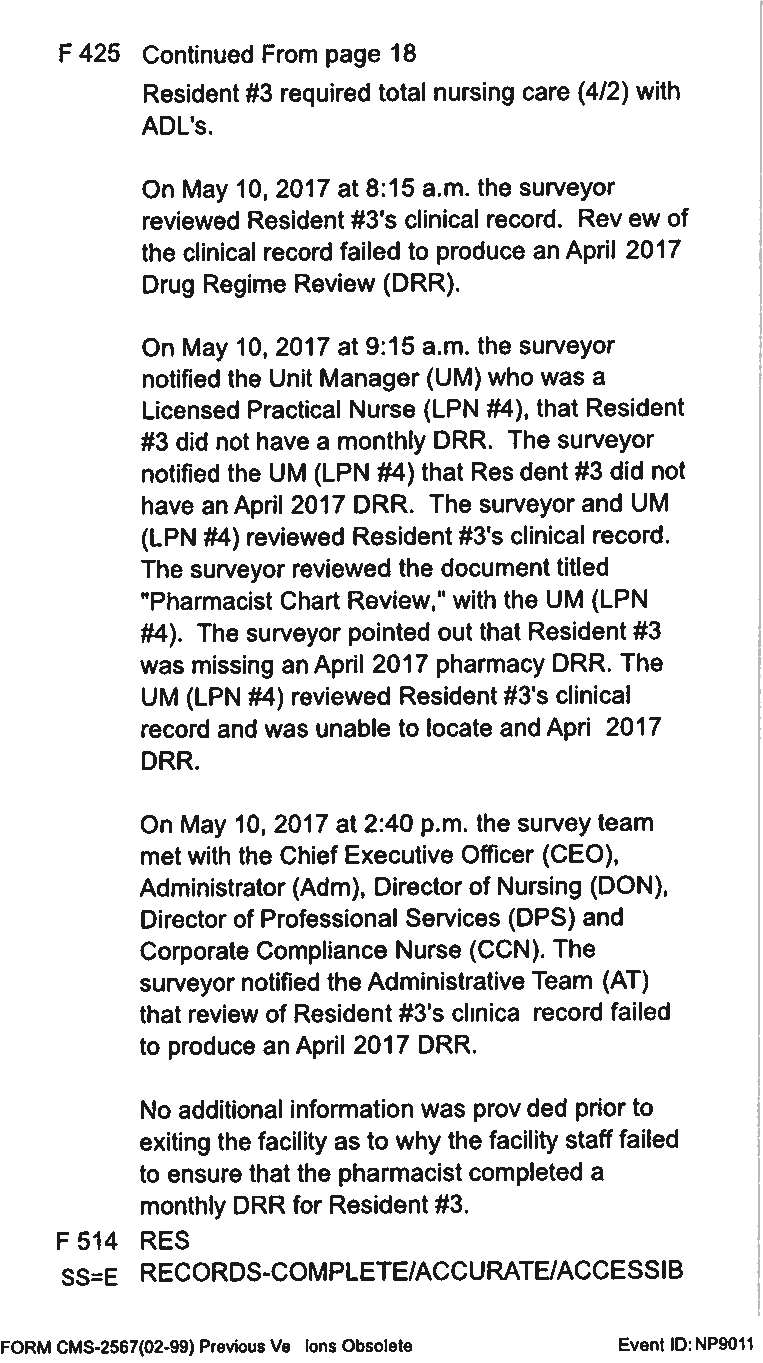 F 425 Continued From page 18
Resident #3 required total nursing care (4/2) with
ADL's.
On May 10, 2017 at 8:15 a.m. the surveyor
reviewed Resident #3's clinical record. Rev ew of
the clinical record failed to produce an April 2017
Drug Regime Review (DRR).
On May 10, 2017 at 9:15 a.m. the surveyor
notified the Unit Manager (UM) who was a
Licensed Practical Nurse (LPN #4), that Resident
#3 did not have a monthly DRR. The surveyor
notified the UM (LPN #4) that Res dent #3 did not
have an April 2017 DRR. The surveyor and UM
(LPN #4) reviewed Resident #3's clinical record.
The surveyor reviewed the document titled
"Pharmacist Chart Review," with the UM (LPN
#4). The surveyor pointed out that Resident #3
was missing an April 2017 pharmacy DRR. The
UM (LPN #4) reviewed Resident #3's clinical
record and was unable to locate and Apri 2017
DRR.
On May 10, 2017 at 2:40 p.m. the survey team
met with the Chief Executive Officer (CEO),
Administrator (Adm), Director of Nursing (DON),
Director of Professional Services (DPS) and
Corporate Compliance Nurse (CCN). The
surveyor notified the Administrative Team (AT)
that review of Resident #3's clinica record failed
to produce an April 2017 DRR.
No additional information was prov ded prior to
exiting the facility as to why the facility staff failed
to ensure that the pharmacist completed a
monthly DRR for Resident #3.
F 514 RES
SS=E RECORDS-COMPLETE/ACCURATE/ACCESSIB
FORM CMS-2567(02-99) Previous Ve ions Obsolete Event ID: NP9011